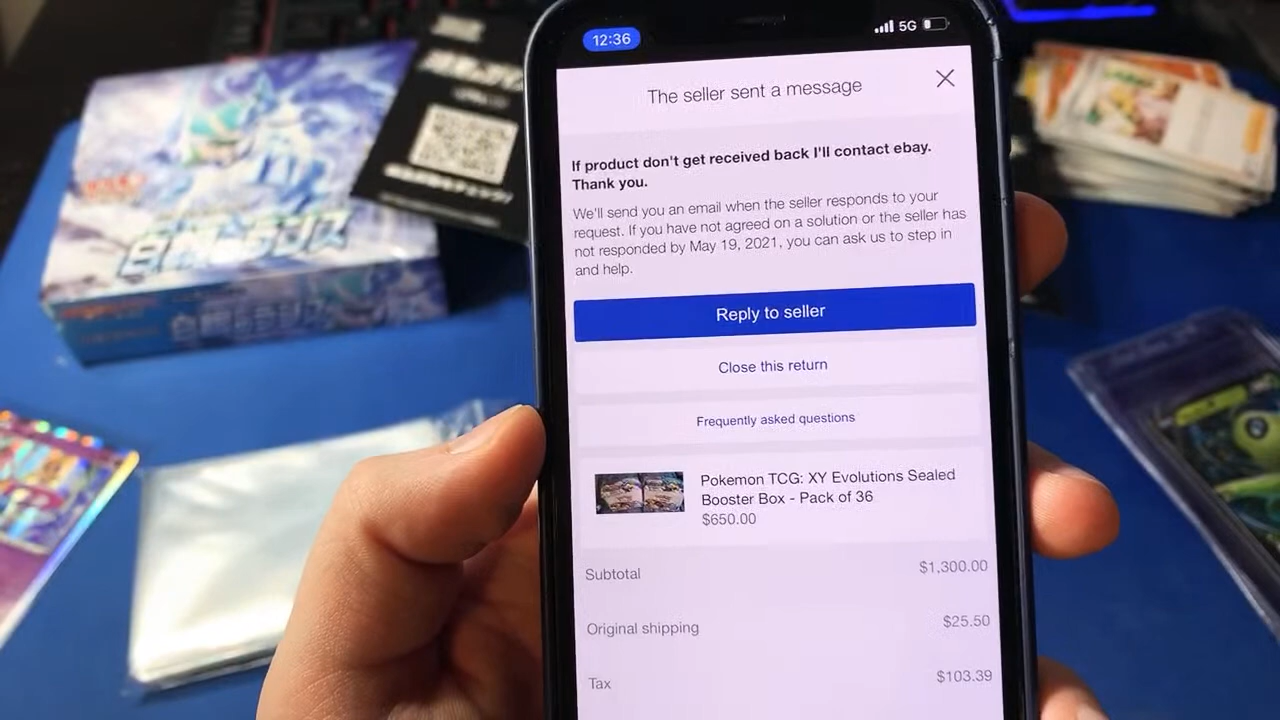 12:36
5G
The seller sent a message
If product don't get received back I'll contact ebay.
Thank you.
We'll send you an email when the seller responds to your
request. If you have not agreed on a solution or the seller has
not responded by May 19, 2021, you can ask us to step in
and help.
Reply to seller
Close this return
Frequently asked questions
Pokemon TCG: XY Evolutions Sealed
Booster Box - Pack of 36
$650.00
Subtotal $1,300.00
Original shipping $25.50
Tax $103.39